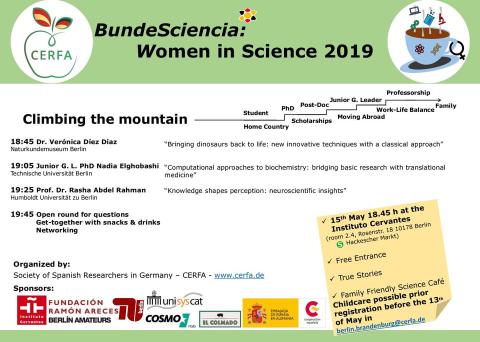 CERFA
BundeSciencia:
Women in Science 2019
Climbing the mountain
Student
Home Country
PhD
Scholarships
Post-Doc
Moving Abroad
Junior G. Leader
Work-Life Balance
Professorship
Family
18:45 Dr. Verónica Díez Díaz
Naturkundemuseum Berlin
“Bringing dinosaurs back to life: new innovative techniques with a classical approach”
19:05 Junior G. L. PhD Nadia Elghobashi
Technische Universität Berlin
“Computational approaches to biochemistry: bridging basic research with translational
medicine”
19:25 Prof. Dr. Rasha Abdel Rahman
Humboldt Universität zu Berlin
“Knowledge shapes perception: neuroscientific insights”
19:45 Open round for questions
Get-together with snacks & drinks
Networking
✓ 15th May 18.45 h at the
Instituto Cervantes
(room 2.4, Rosenstr. 18 10178 Berlin
S Hackescher Markt)
✓ Free Entrance
✓ True Stories
✓ Family Friendly Science Café
Childcare possible prior
registration before the 13th
of May in
berlin.brandenburg@cerfa.de
Organized by:
Society of Spanish Researchers in Germany – CERFA - www.cerfa.de
Sponsors:
Instituto
Cervantes
FUNDACIÓN
RAMÓN ARECES
BERLIN AMATEURS
unisyscat
COSMO
EL COLMADO
EMBAJADA
DE ESPAÑA
EN ALEMANIA